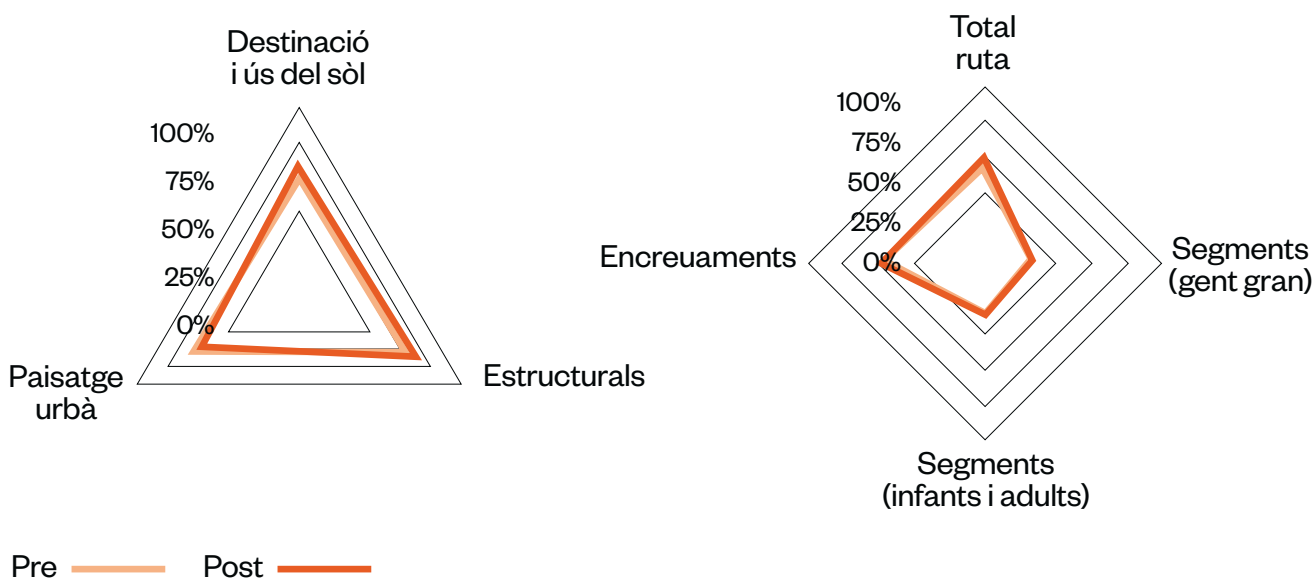 Destinació
i ús del sòl
100%
75%
50%
25%
0%
Paisatge
urbà
Estructurals
Total
ruta
100%
75%
50%
25%
0%
Encreuaments
Segments
(gent gran)
Segments
(infants i adults)
Pre
Post